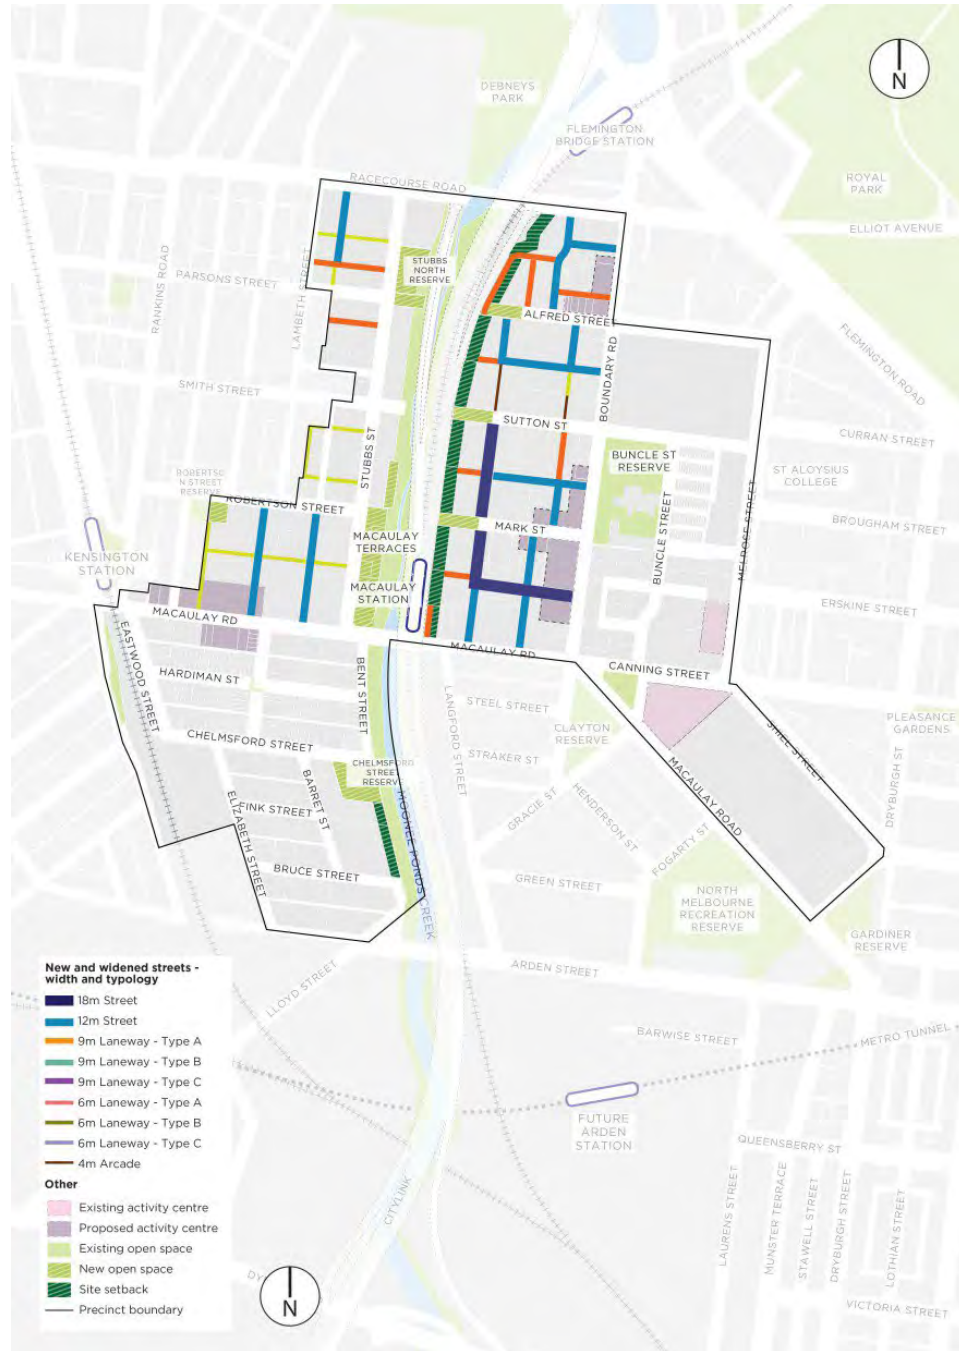 DEBNEYS
PARK
N
FLEMINGTON
BRIDGE STATION
RACECOURSE ROAD
ROYAL
PARK
ELLIOT AVENUE
RANKINS ROAD
PARSONS STREET
LAMBETH STREET
STUBBS
NORTH
RESERVE
ALFRED STREET
BOUNDARY RD
FLEMINGTON ROAD
SMITH STREET
SUTTON ST
CURRAN STREET
STUBBS ST
BUNCLE ST
RESERVE
ST ALOYSIUS
COLLEGE
ROBERTSO
N STREET
RESERVE
ROBERTSON STREET
MARK ST
BUNCLE STREET
MELROSE STREET
BROUGHAM STREET
MACAULAY
TERRACES
KENSINGTON
STATION
MACAULAY
STATION
MACAULAY RD
ERSKINE STREET
EASTWOOD STREET
MACAULAY RD
HARDIMAN ST
BENT STREET
CANNING STREET
LANGFORD STREET
STEEL STREET
CLAYTON
RESERVE
SHIEL STREET
PLEASANCE
GARDENS
CHELMSFORD STREET
STRAKER ST
CHELMSFORD
STREET
RESERVE
MACAULAY ROAD
DRYBURGH ST
BARRET ST
FINK STREET
ELIZABETH STREET
GRACIE ST
HENDERSON ST
FOGARTY ST
MOONEE PONDS CREEK
BRUCE STREET
GREEN STREET
NORTH
MELBOURNE
RECREATION
RESERVE
GARDINER
RESERVE
ARDEN STREET
LLOYD STREET
BARWISE STREET
METRO TUNNEL
FUTURE
ARDEN
STATION
QUEENSBERRY ST
CITYLINK
LAURENS STREET
MUNSTER TERRACE
STAWELL STREET
DRYBURGH STREET
LOTHIAN STREET
VICTORIA STREET
N
New and widened streets -
width and typology
18m Street
12m Street
9m Laneway - Type A
9m Laneway - Type B
9m Laneway - Type C
6m Laneway - Type A
6m Laneway - Type B
6m Laneway - Type C
4m Arcade
Other
Existing activity centre
Proposed activity centre
Existing open space
New open space
Site setback
Precinct boundary